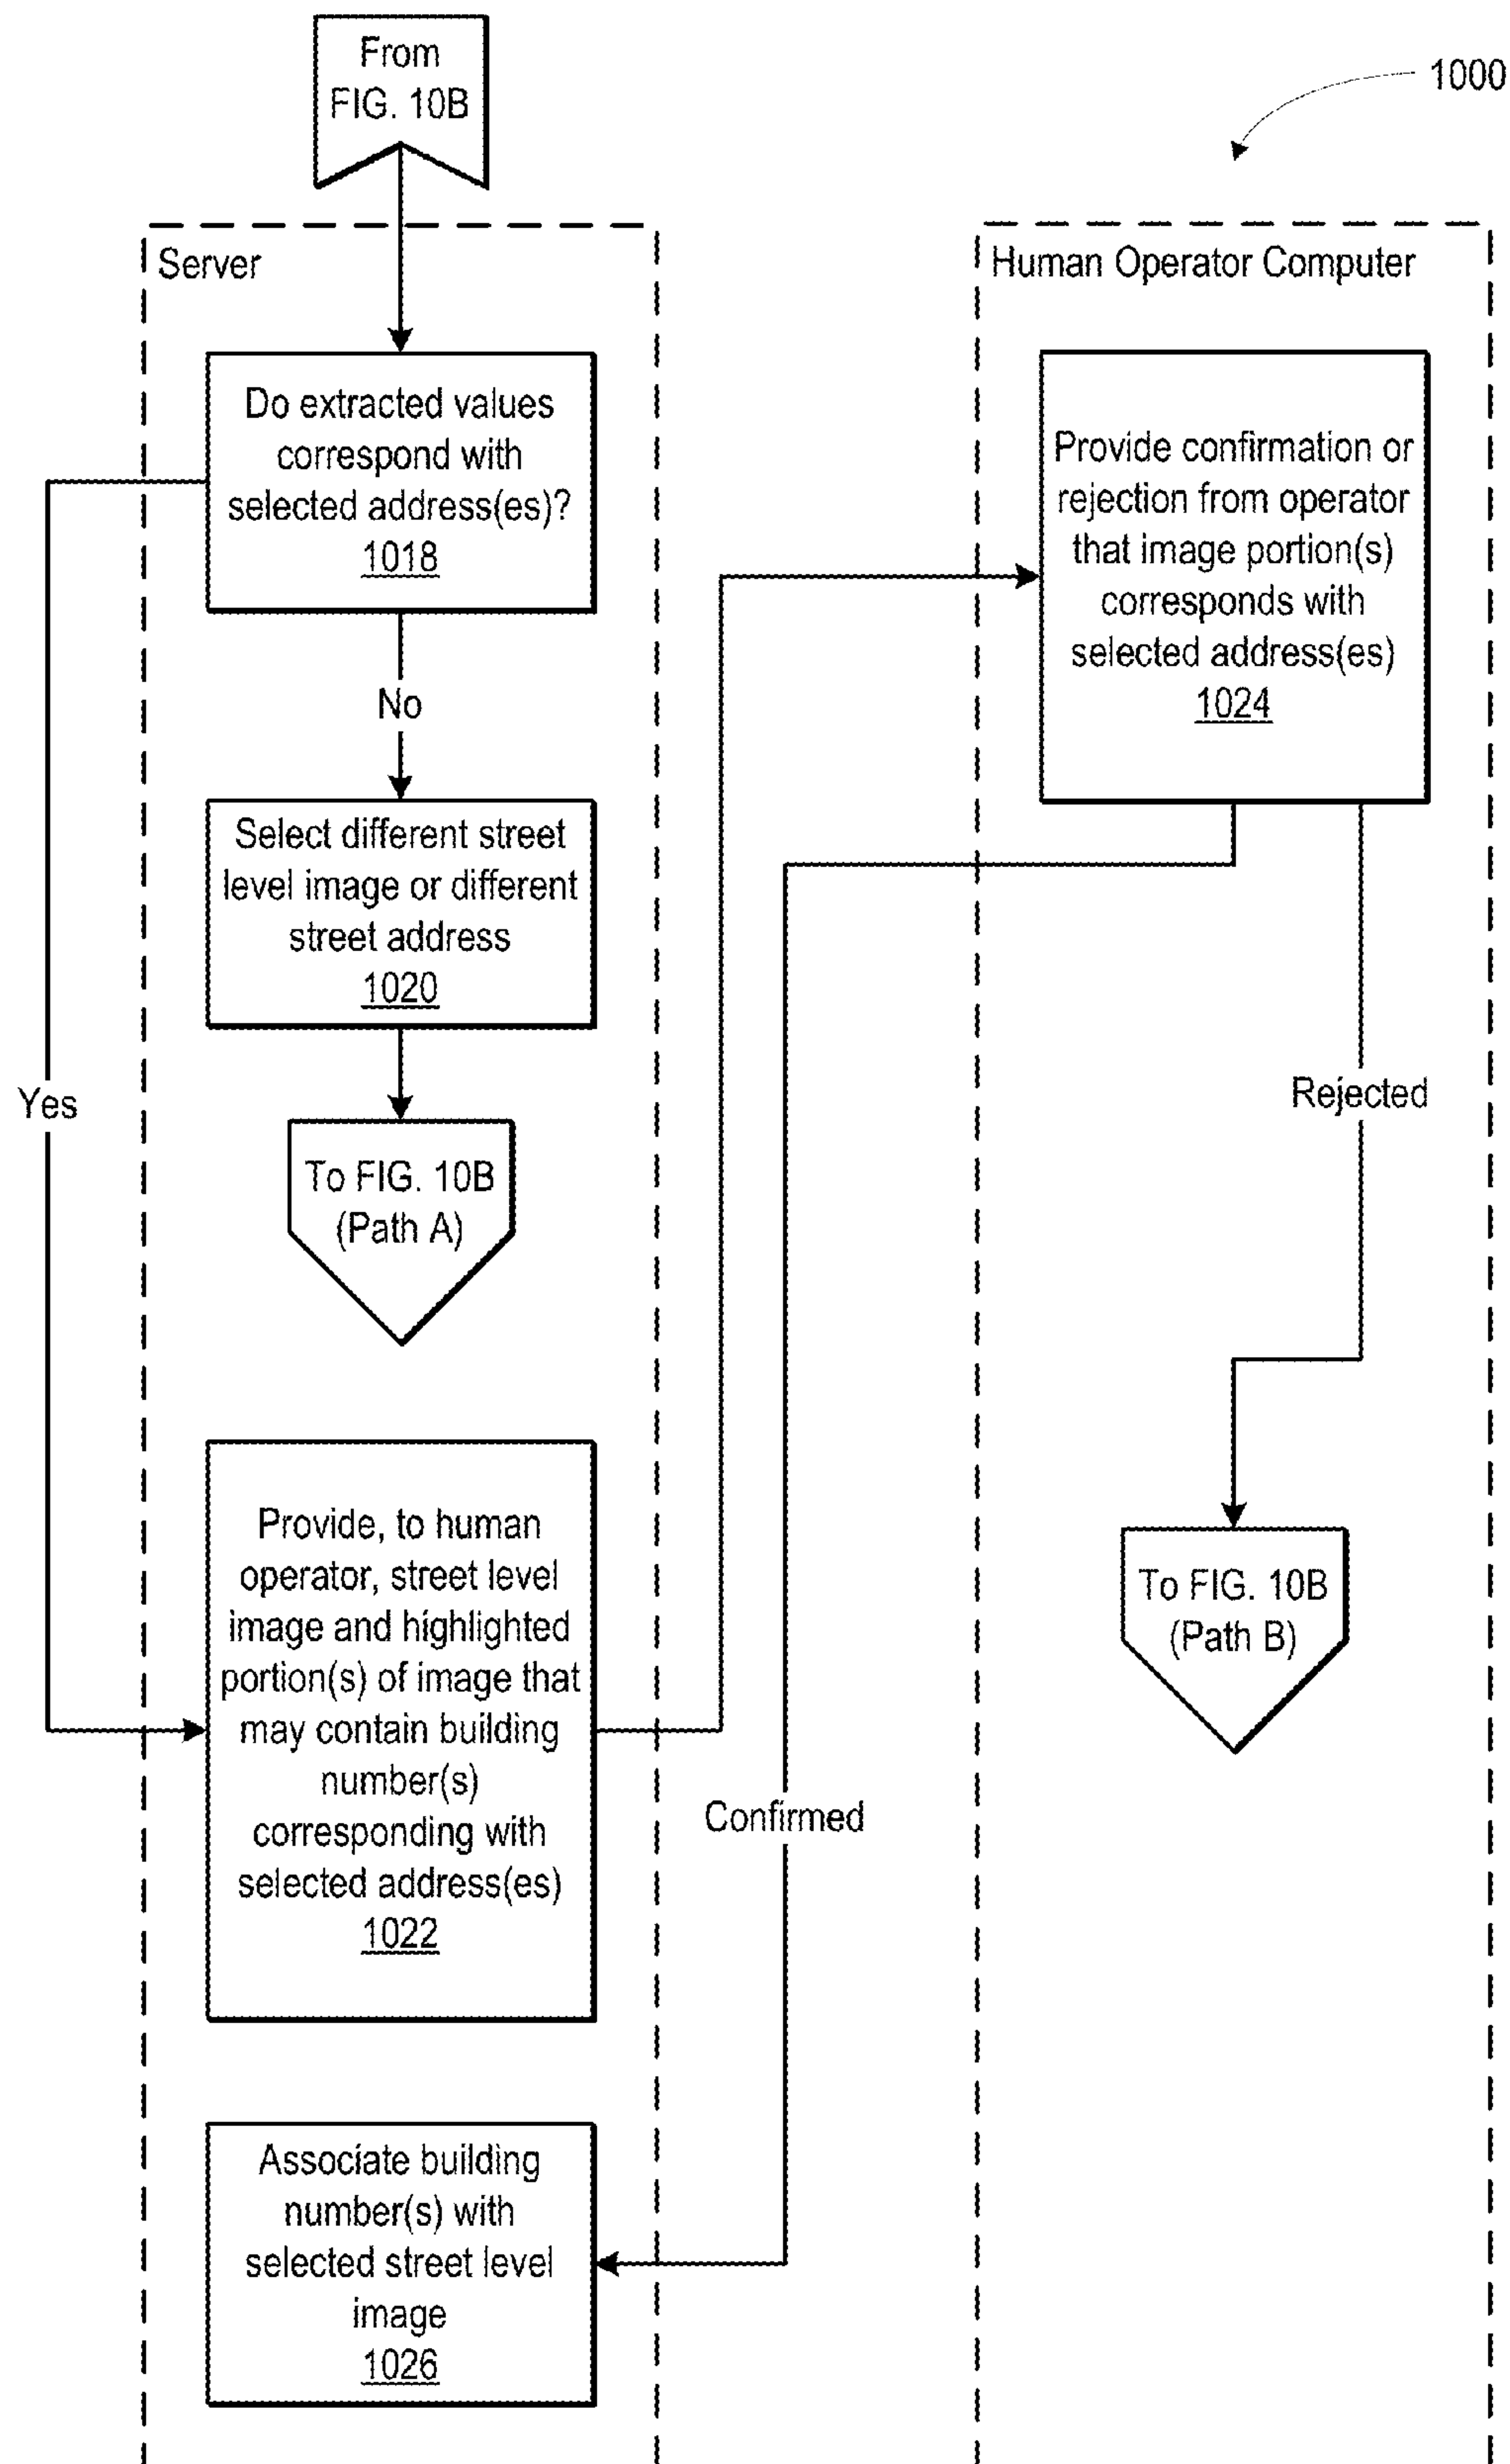 From
FIG. 10B
1000
Server
Do extracted values
correspond with
selected address(es)?
1018
No
Select different street
level image or different
street address
1020
Yes
To FIG. 10B
(Path A)
Provide, to human
operator, street level
image and highlighted
portion(s) of image that
may contain building
number(s)
corresponding with
selected address(es)
1022
Confirmed
Associate building
number(s) with
selected street level
image
1026
Human Operator Computer
Provide confirmation or
rejection from operator
that image portion(s)
corresponds with
selected address(es)
1024
Rejected
To FIG. 10B
(Path B)